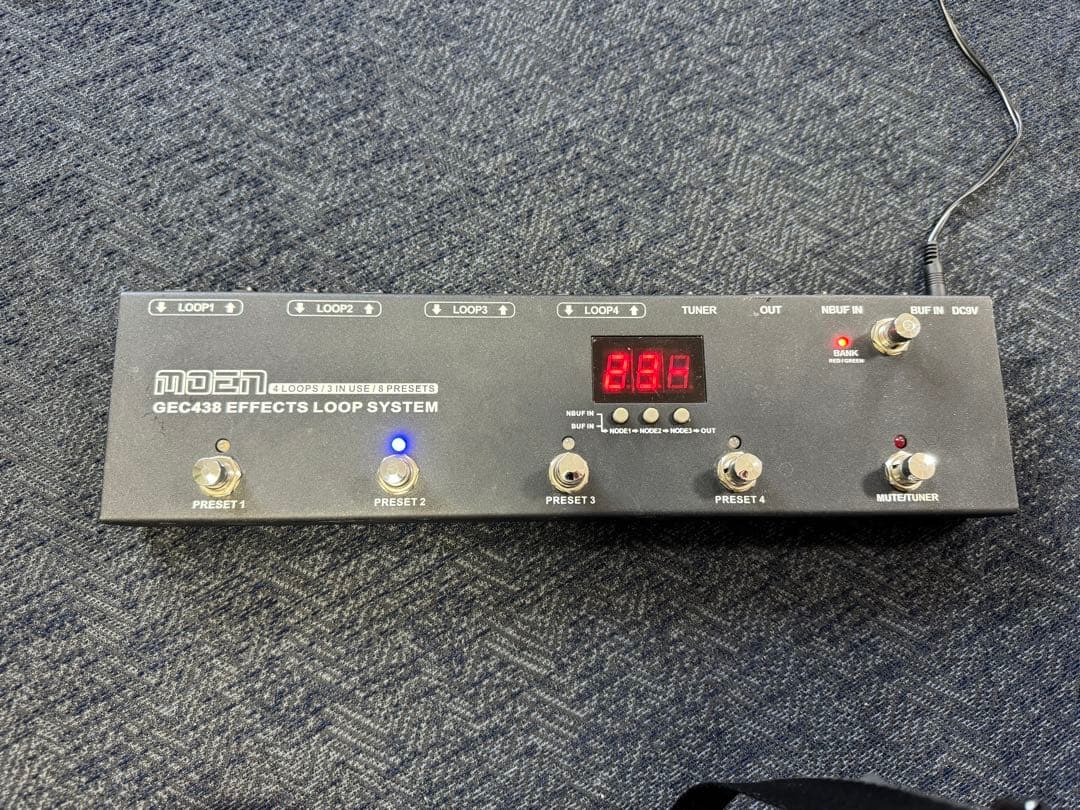 LOOP1
LOOP2
LOOP3
LOOP4
TUNER
OUT
NBUF IN
BUF IN
DC9V
BANK
RED/GREEN
MOEN
4 LOOPS / 3 IN USE / 8 PRESETS
GEC438 EFFECTS LOOP SYSTEM
NBUF IN
BUF IN
NODE1
NODE2
NODE3
OUT
PRESET 1
PRESET 2
PRESET 3
PRESET 4
MUTE/TUNER